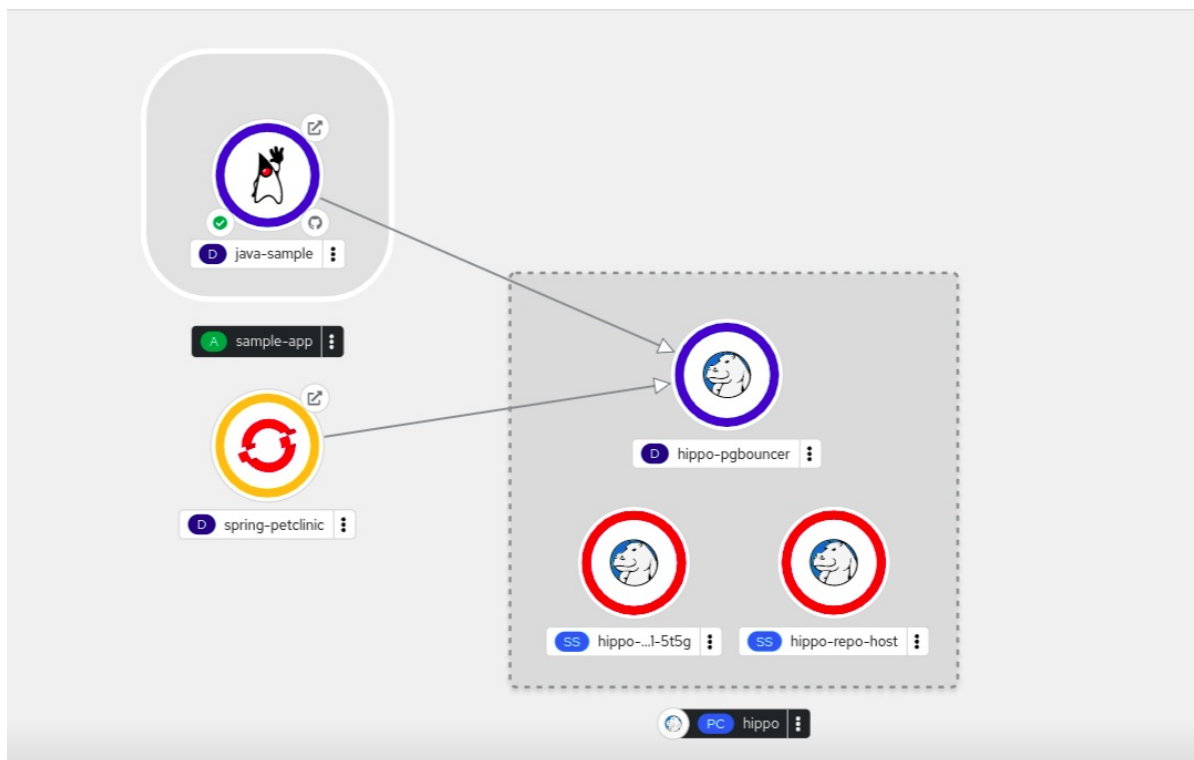 D java-sample
A sample-app
D spring-petclinic
D hippo-pgbouncer
SS hippo-...1-5t5g
SS hippo-repo-host
PC hippo